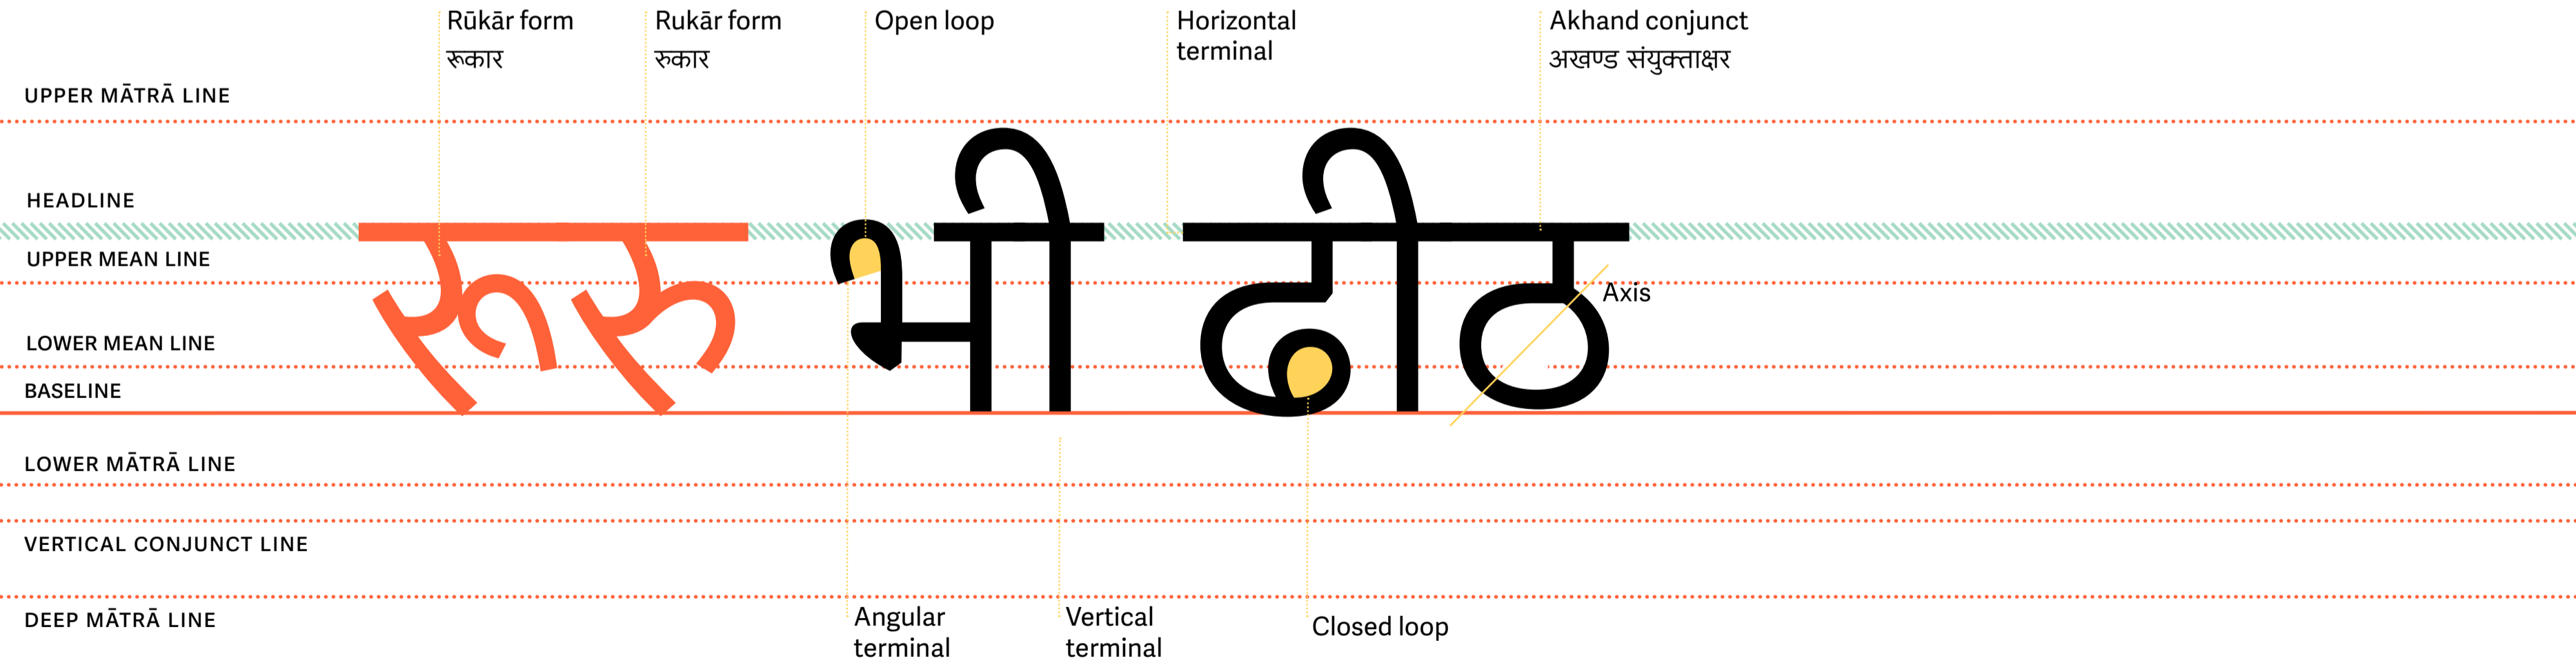 Rūkār form
रूकार
Rukār form
रुकार
Open loop
Horizontal
terminal
Akhand conjunct
अखण्ड संयुक्ताक्षर
UPPER MĀTRĀ LINE
HEADLINE
UPPER MEAN LINE
LOWER MEAN LINE
BASELINE
LOWER MĀTRĀ LINE
VERTICAL CONJUNCT LINE
DEEP MĀTRĀ LINE
रूरु भी ढीठ
Axis
Angular
terminal
Vertical
terminal
Closed loop